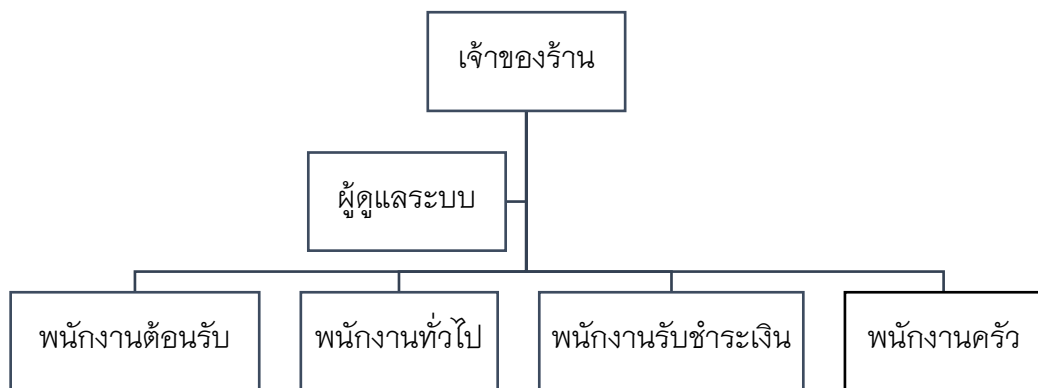 เจ้าของร้าน
ผู้ดูแลระบบ
พนักงานต้อนรับ
พนักงานทั่วไป
พนักงานรับชำระเงิน
พนักงานครัว